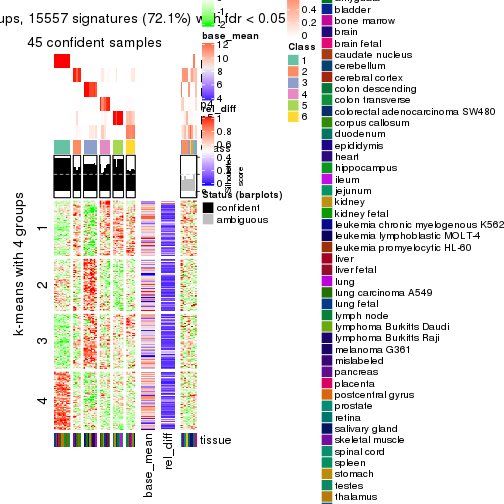 ups, 15557 signatures (72.1%) with fdr < 0.05
45 confident samples
k-means with 4 groups
1
2
3
4
base_mean
rel_diff
tissue
-2
base_mean
12
10
8
6
4
2
rel_diff
1
0.8
0.6
0.4
0.2
0
silhouette
score
Status (barplots)
confident
ambiguous
0.4
0.2
0
Class
1
2
3
4
5
6
bladder
bone marrow
brain
brain fetal
caudate nucleus
cerebellum
cerebral cortex
colon descending
colon transverse
colorectal adenocarcinoma SW480
corpus callosum
duodenum
epididymis
heart
hippocampus
ileum
jejunum
kidney
kidney fetal
leukemia chronic myelogenous K562
leukemia lymphoblastic MOLT-4
leukemia promyelocytic HL-60
liver
liver fetal
lung
lung carcinoma A549
lung fetal
lymph node
lymphoma Burkitts Daudi
lymphoma Burkitts Raji
melanoma G361
mislabeled
pancreas
placenta
postcentral gyrus
prostate
retina
salivary gland
skeletal muscle
spinal cord
spleen
stomach
testes
thalamus